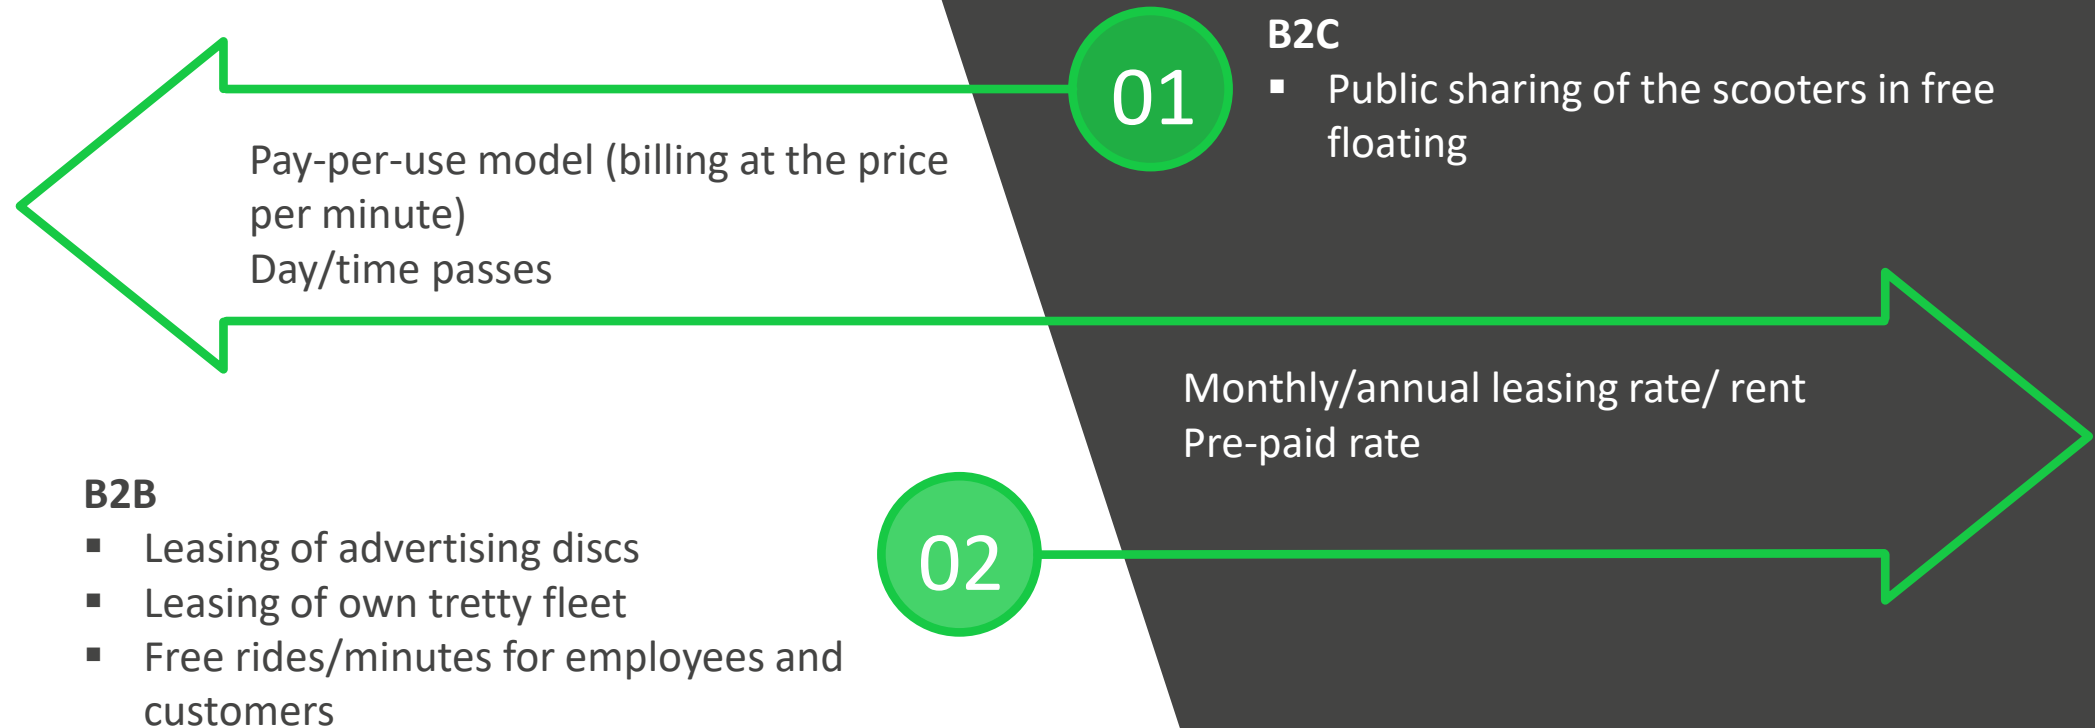 01
B2C
▪ Public sharing of the scooters in free
floating
Pay-per-use model (billing at the price
per minute)
Day/time passes
Monthly/annual leasing rate/ rent
Pre-paid rate
02
B2B
▪ Leasing of advertising discs
▪ Leasing of own tretty fleet
▪ Free rides/minutes for employees and
customers